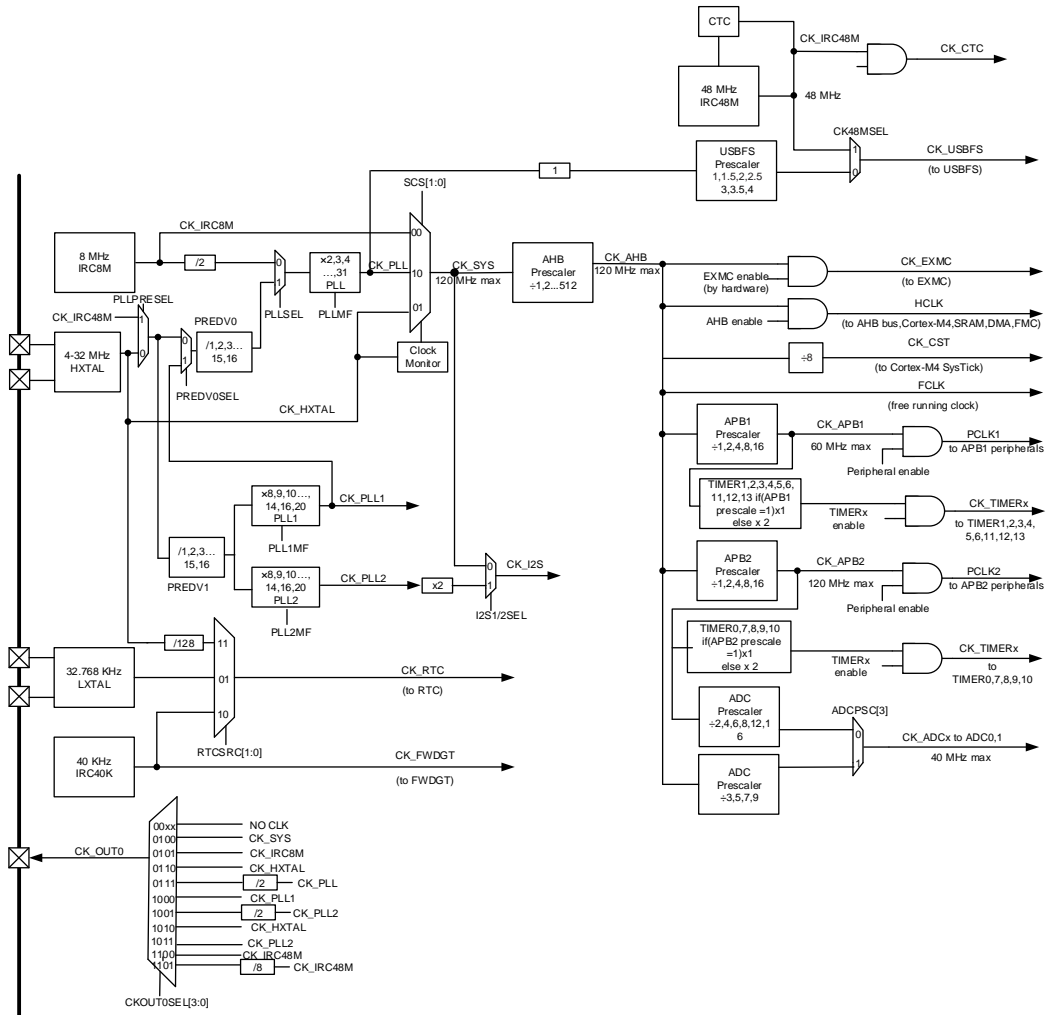 CTC
CK_IRC48M
CK_CTC
48 MHz
IRC48M
48 MHz
CK48MSEL
1
0
CK_USBFS
(to USBFS)
USBFS
Prescaler
1,1.5,2,2.5
3,3.5,4
1
SCS[1:0]
CK_IRC8M
00
8 MHz
IRC8M
/2
0
1
PLLSEL
×2,3,4
…,31
PLL
PLLMF
CK_PLL
10
01
CK_SYS
120 MHz max
AHB
Prescaler
÷1,2...512
CK_AHB
120 MHz max
EXMC enable
(by hardware)
CK_EXMC
(to EXMC)
AHB enable
HCLK
(to AHB bus,Cortex-M4,SRAM,DMA,FMC)
÷8
CK_CST
(to Cortex-M4 SysTick)
FCLK
(free running clock)
PLLPRESEL
CK_IRC48M
1
0
4-32 MHz
HXTAL
PREDV0
0
1
/1,2,3…
15,16
PREDV0SEL
Clock
Monitor
CK_HXTAL
APB1
Prescaler
÷1,2,4,8,16
CK_APB1
60 MHz max
Peripheral enable
PCLK1
to APB1 peripherals
TIMER1,2,3,4,5,6,
11,12,13 if(APB1
prescale =1)x1
else x 2
TIMERx
enable
CK_TIMERx
to TIMER1,2,3,4,
5,6,11,12,13
×8,9,10…,
14,16,20
PLL1
PLL1MF
CK_PLL1
/1,2,3…
15,16
PREDV1
×8,9,10…,
14,16,20
PLL2
PLL2MF
CK_PLL2
x2
0
1
CK_I2S
I2S1/2SEL
APB2
Prescaler
÷1,2,4,8,16
CK_APB2
120 MHz max
Peripheral enable
PCLK2
to APB2 peripherals
TIMER0,7,8,9,10
if(APB2 prescale
=1)x1
else x 2
TIMERx
enable
CK_TIMERx
to
TIMER0,7,8,9,10
/128
11
01
10
32.768 KHz
LXTAL
CK_RTC
(to RTC)
RTCSRC[1:0]
40 KHz
IRC40K
CK_FWDGT
(to FWDGT)
ADC
Prescaler
÷2,4,6,8,12,1
6
ADCPSC[3]
0
1
CK_ADCx to ADC0,1
40 MHz max
ADC
Prescaler
÷3,5,7,9
CK_OUT0
00xx NO CLK
0100 CK_SYS
0101 CK_IRC8M
0110 CK_HXTAL
0111 /2 CK_PLL
1000 CK_PLL1
1001 /2 CK_PLL2
1010 CK_HXTAL
1011 CK_PLL2
1100 CK_IRC48M
1101 /8 CK_IRC48M
CKOUT0SEL[3:0]